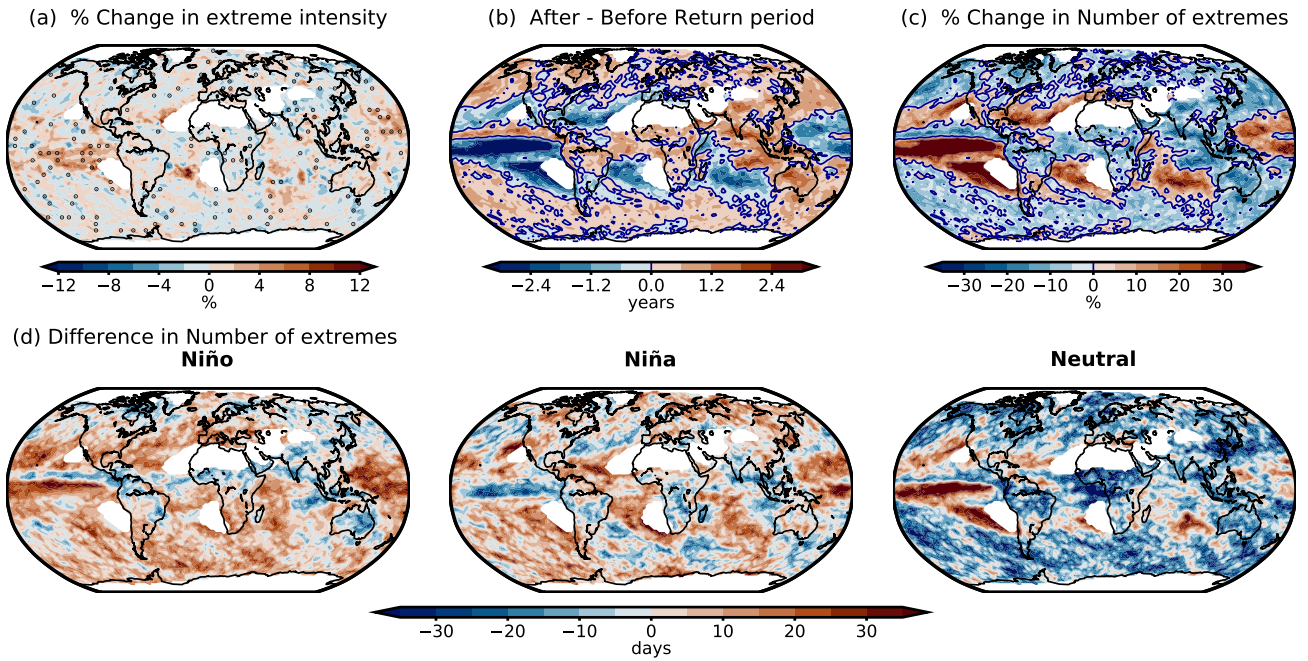 (a) % Change in extreme intensity
(b) After - Before Return period
(c) % Change in Number of extremes
−12 −8 −4 0 4 8 12
%
−2.4 −1.2 0.0 1.2 2.4
years
−30 −20 −10 0 10 20 30
%
(d) Difference in Number of extremes
Niño
Niña
Neutral
−30 −20 −10 0 10 20 30
days